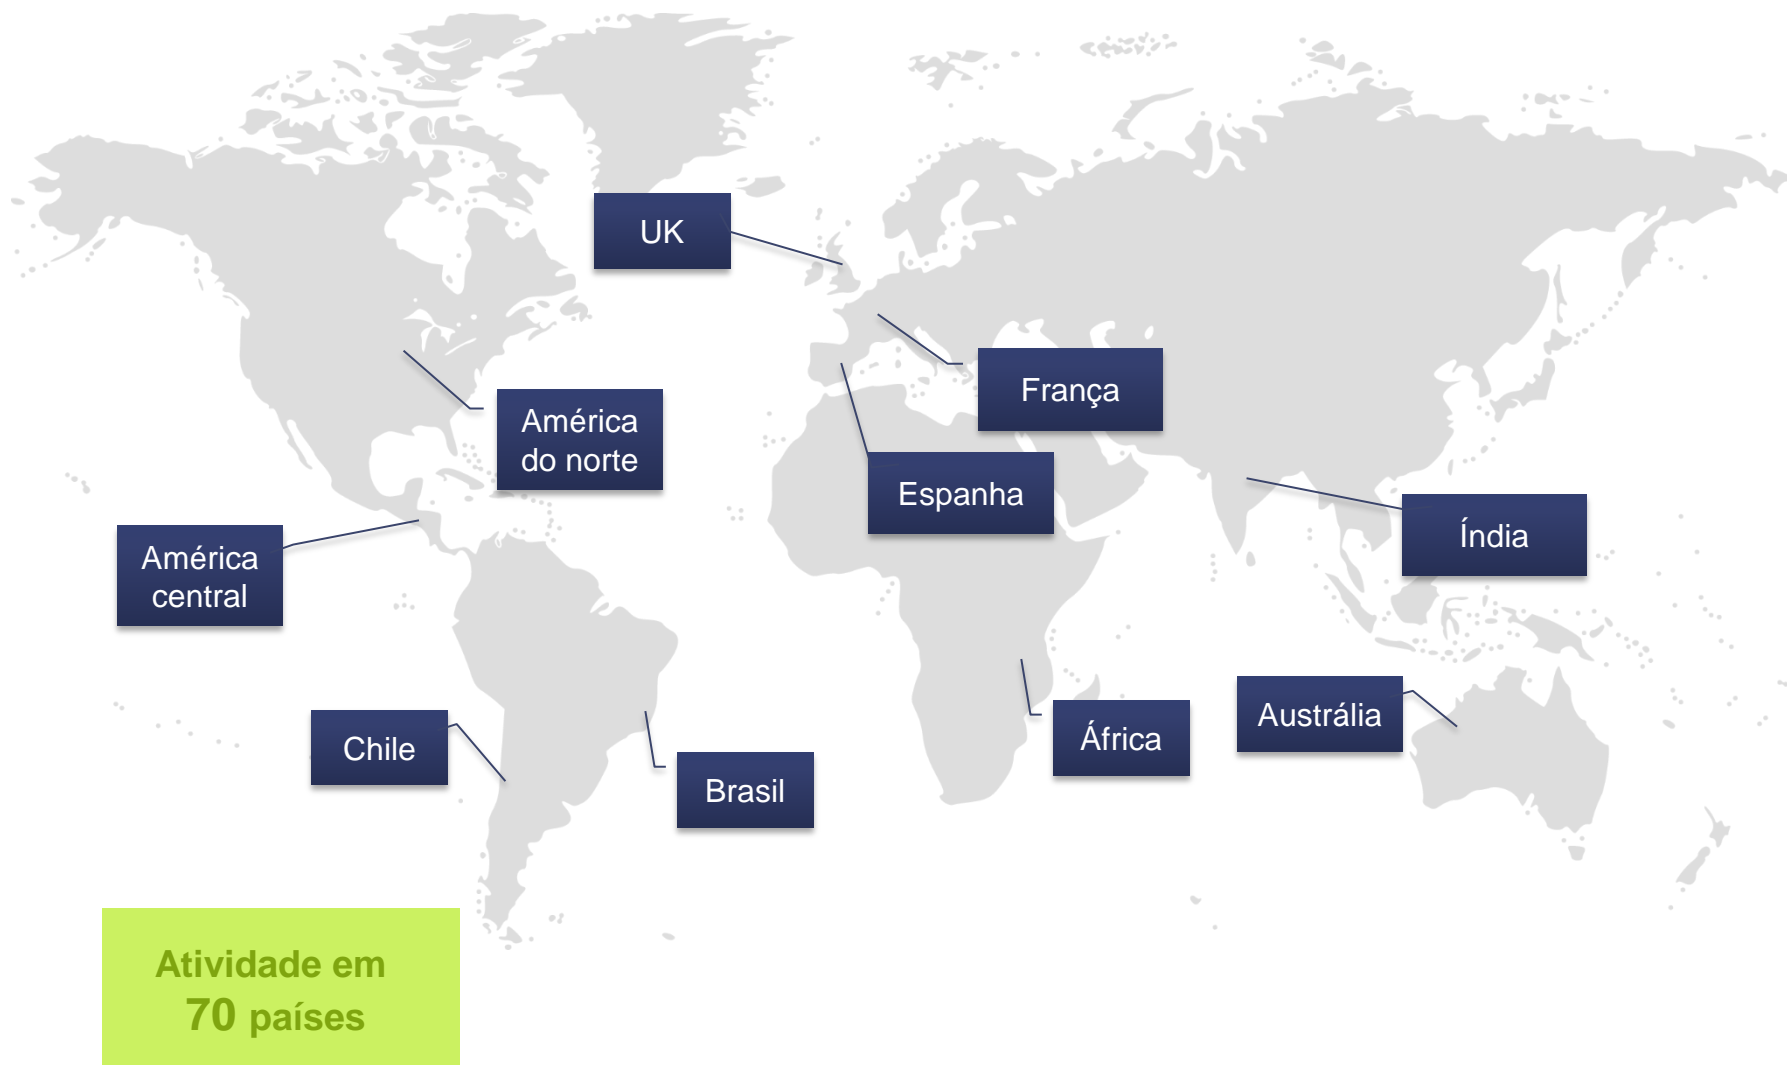 UK
França
América
do norte
Espanha
Índia
América
central
Austrália
África
Chile
Brasil
Atividade em
70 países